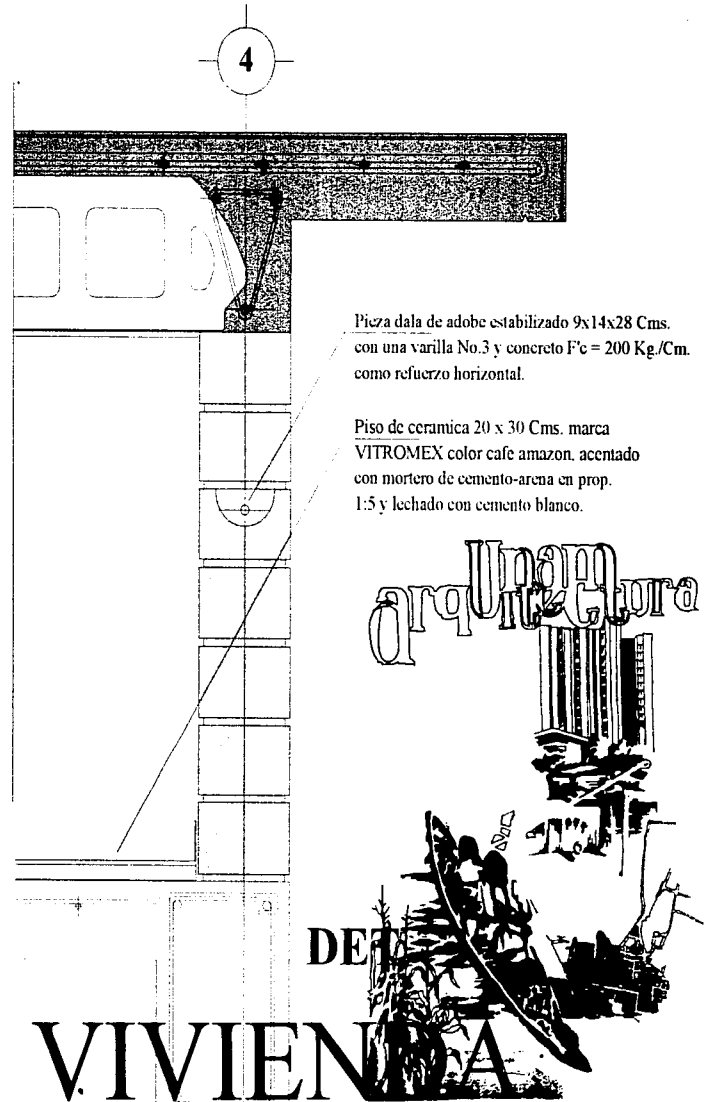 4
Pieza dala de adobe estabilizado 9x14x28 Cms.
con una varilla No.3 y concreto F'c = 200 Kg./Cm.
como refuerzo horizontal.
Piso de ceramica 20 x 30 Cms. marca
VITROMEX color cafe amazon, acentado
con mortero de cemento-arena en prop.
1:5 y lechado con cemento blanco.
Unam
arquitectura
DET
VIVIENDA